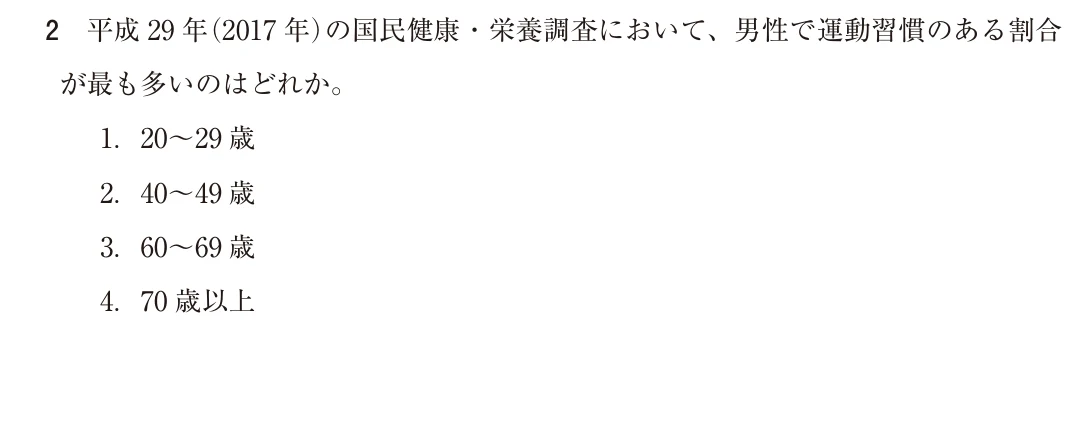 2 平成 29 年(2017 年)の国民健康・栄養調査において、男性で運動習慣のある割合
が最も多いのはどれか。
1. 20~29 歳
2. 40~49 歳
3. 60~69 歳
4. 70 歳以上